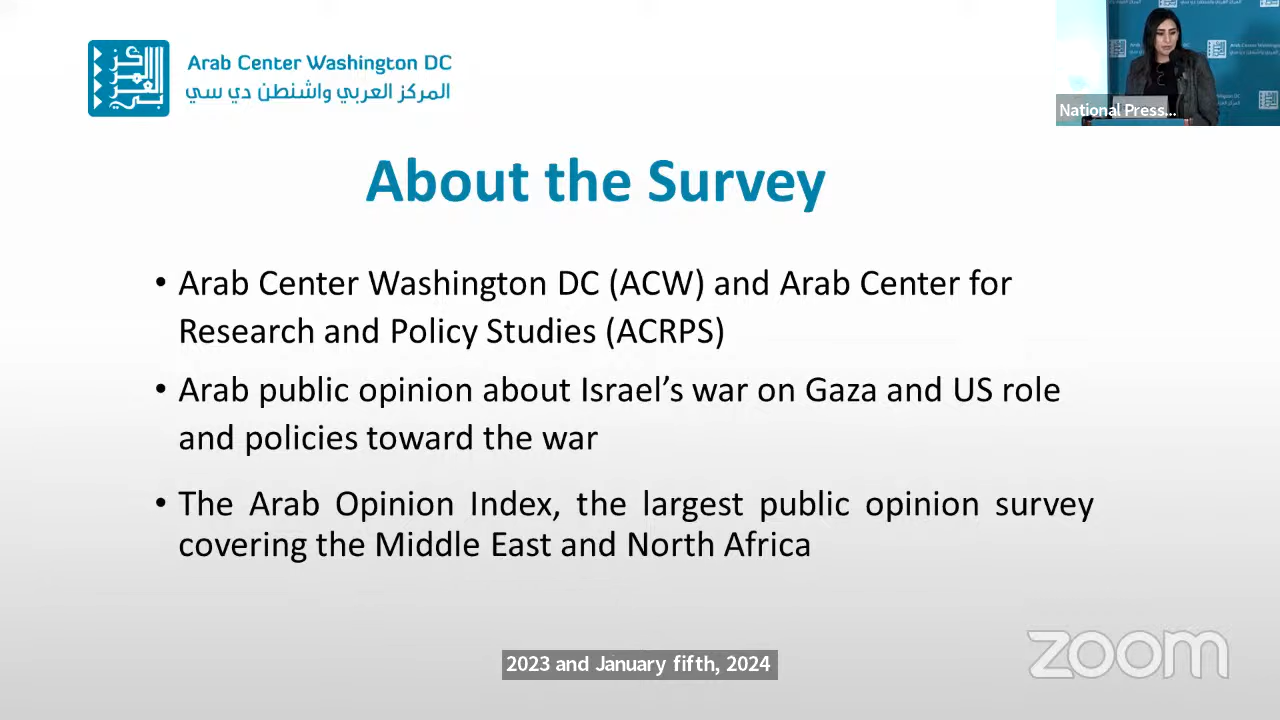 Arab Center Washington DC
المركز العربي واشنطن دي سي
National Press...
About the Survey
• Arab Center Washington DC (ACW) and Arab Center for
Research and Policy Studies (ACRPS)
• Arab public opinion about Israel's war on Gaza and US role
and policies toward the war
• The Arab Opinion Index, the largest public opinion survey
covering the Middle East and North Africa
2023 and January fifth, 2024
zoom